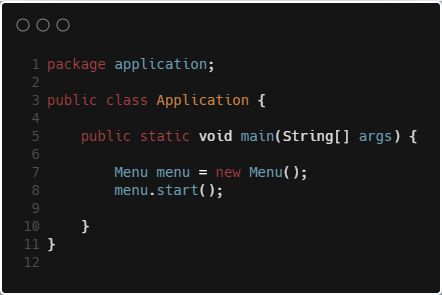 1 package application;
2
3 public class Application {
4
5     public static void main(String[] args) {
6
7         Menu menu = new Menu();
8         menu.start();
9
10     }
11 }
12